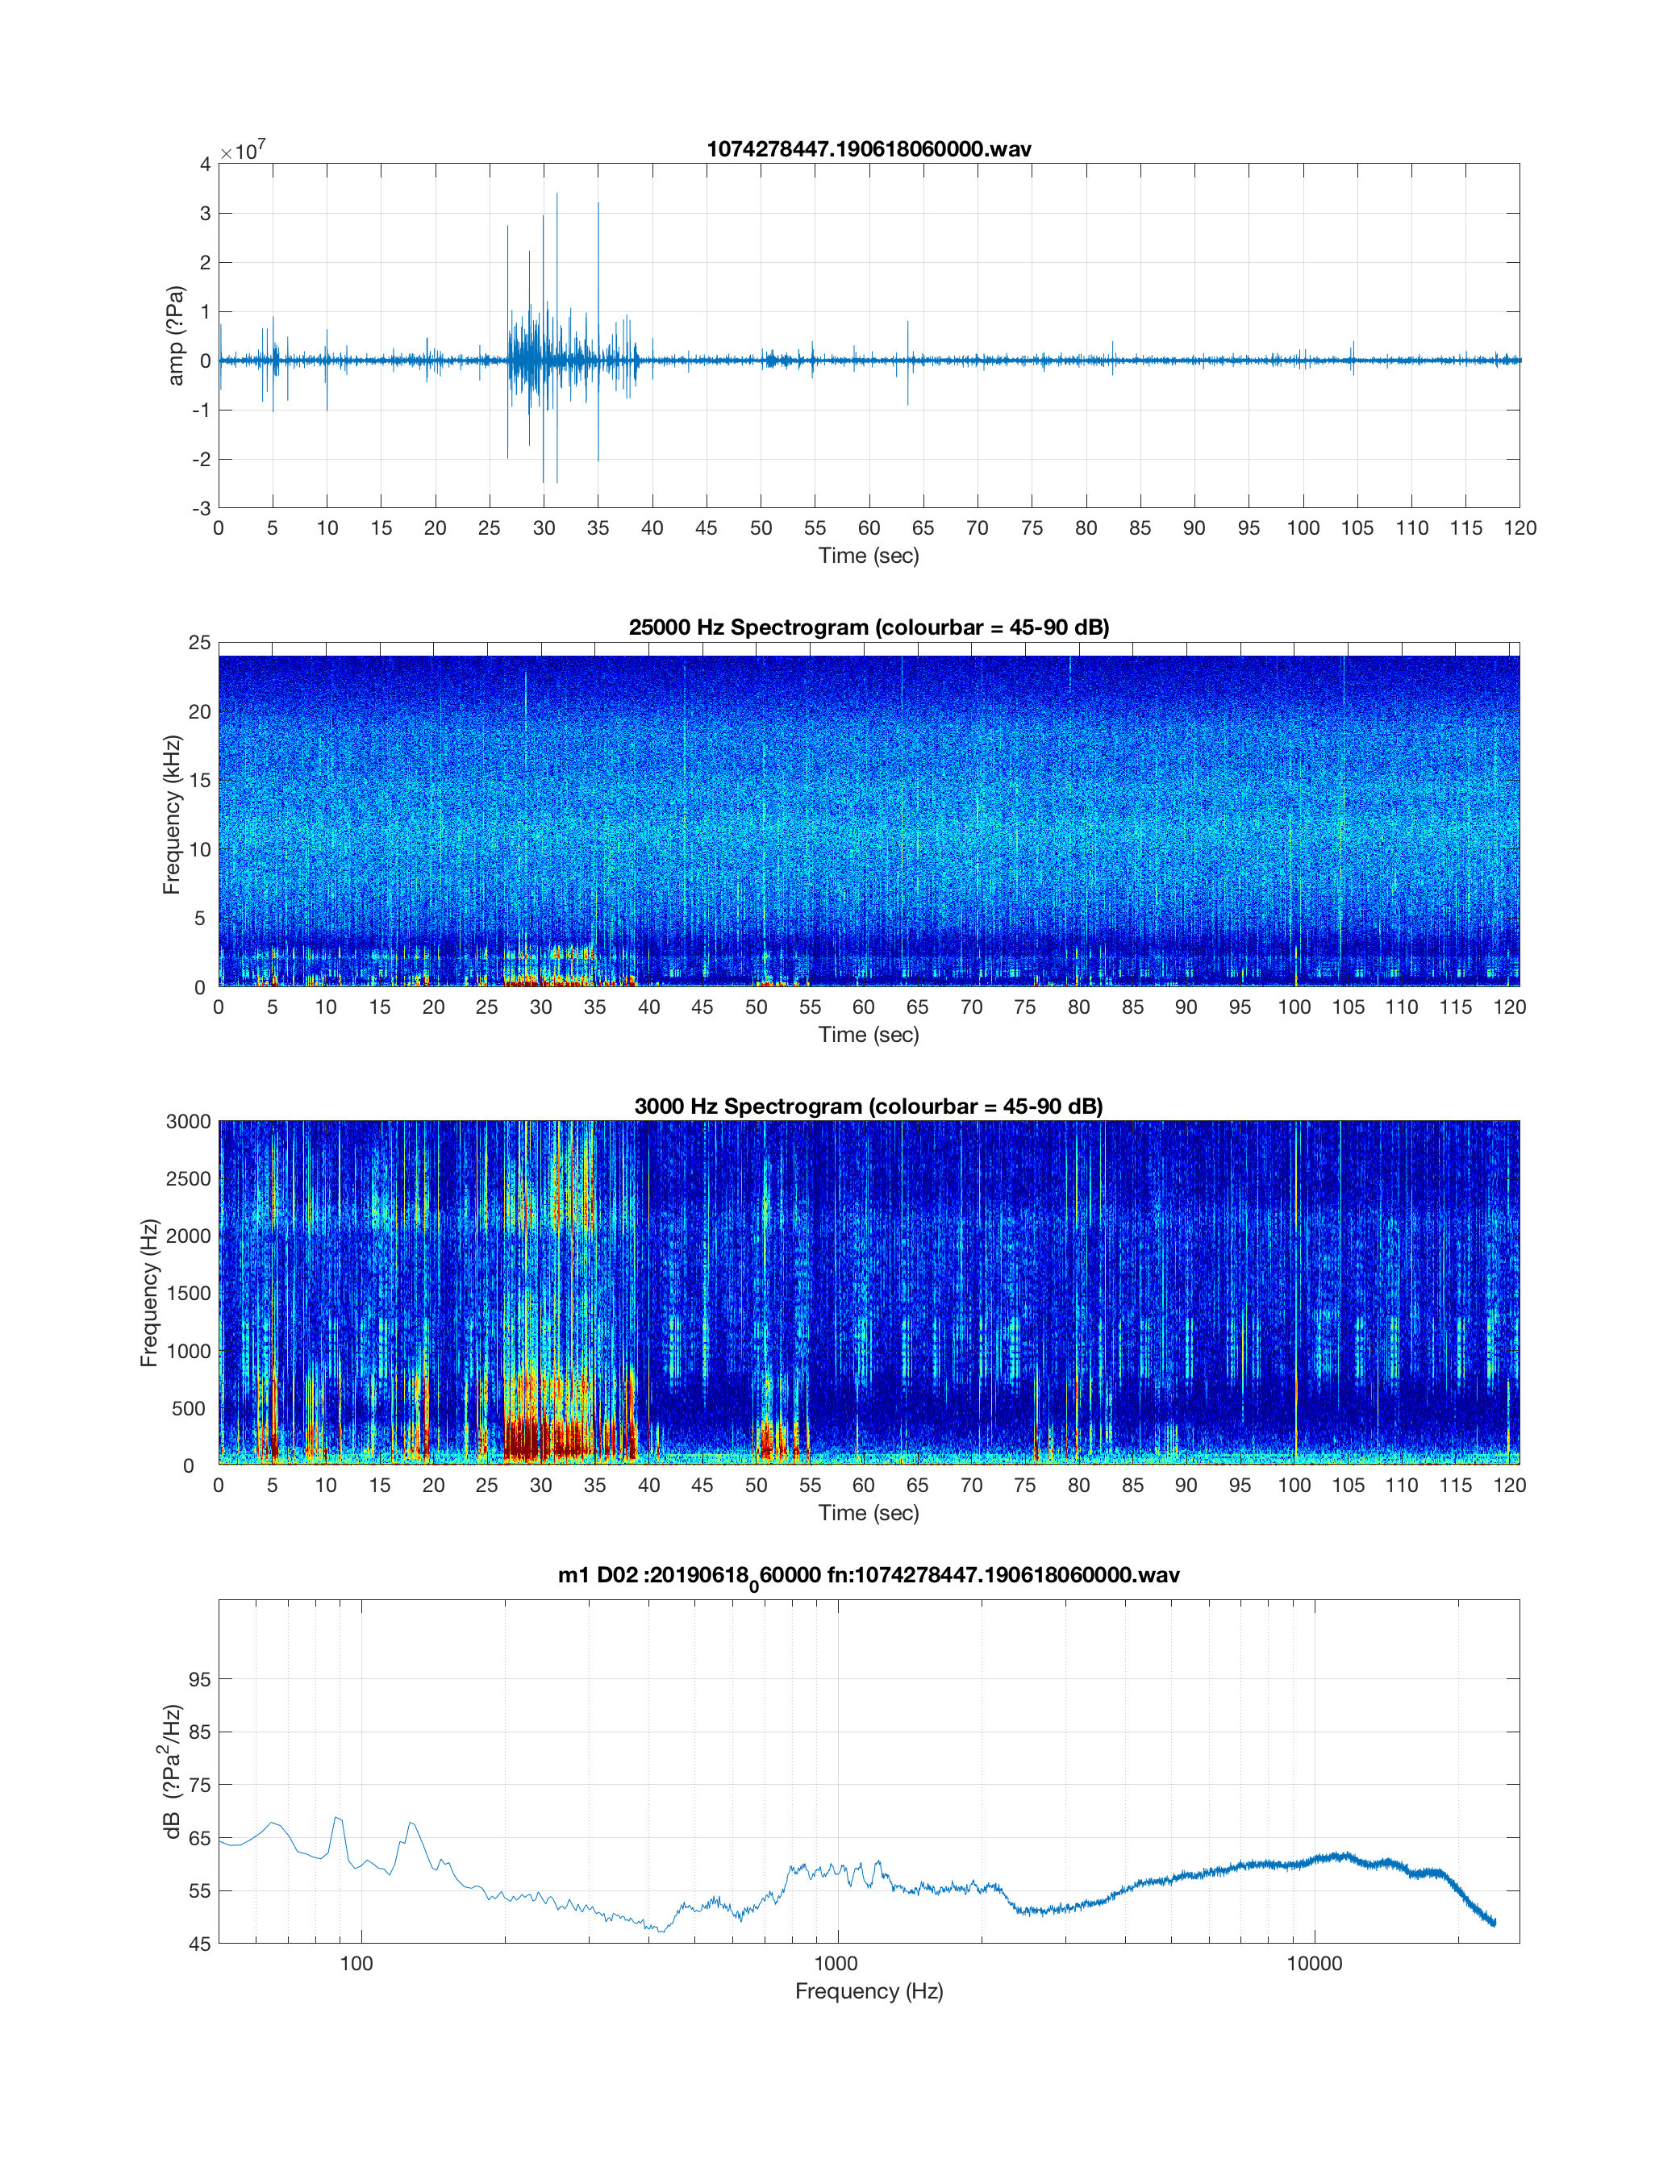 1074278447.190618060000.wav
×10^7
4
3
2
1
0
-1
-2
-3
amp (?Pa)
0 5 10 15 20 25 30 35 40 45 50 55 60 65 70 75 80 85 90 95 100 105 110 115 120
Time (sec)
25000 Hz Spectrogram (colourbar = 45-90 dB)
25
20
15
10
5
0
Frequency (kHz)
0 5 10 15 20 25 30 35 40 45 50 55 60 65 70 75 80 85 90 95 100 105 110 115 120
Time (sec)
3000 Hz Spectrogram (colourbar = 45-90 dB)
3000
2500
2000
1500
1000
500
0
Frequency (Hz)
0 5 10 15 20 25 30 35 40 45 50 55 60 65 70 75 80 85 90 95 100 105 110 115 120
Time (sec)
m1 D02 :20190618_060000 fn:1074278447.190618060000.wav
95
85
75
65
55
45
dB (?Pa^2/Hz)
100 1000 10000
Frequency (Hz)